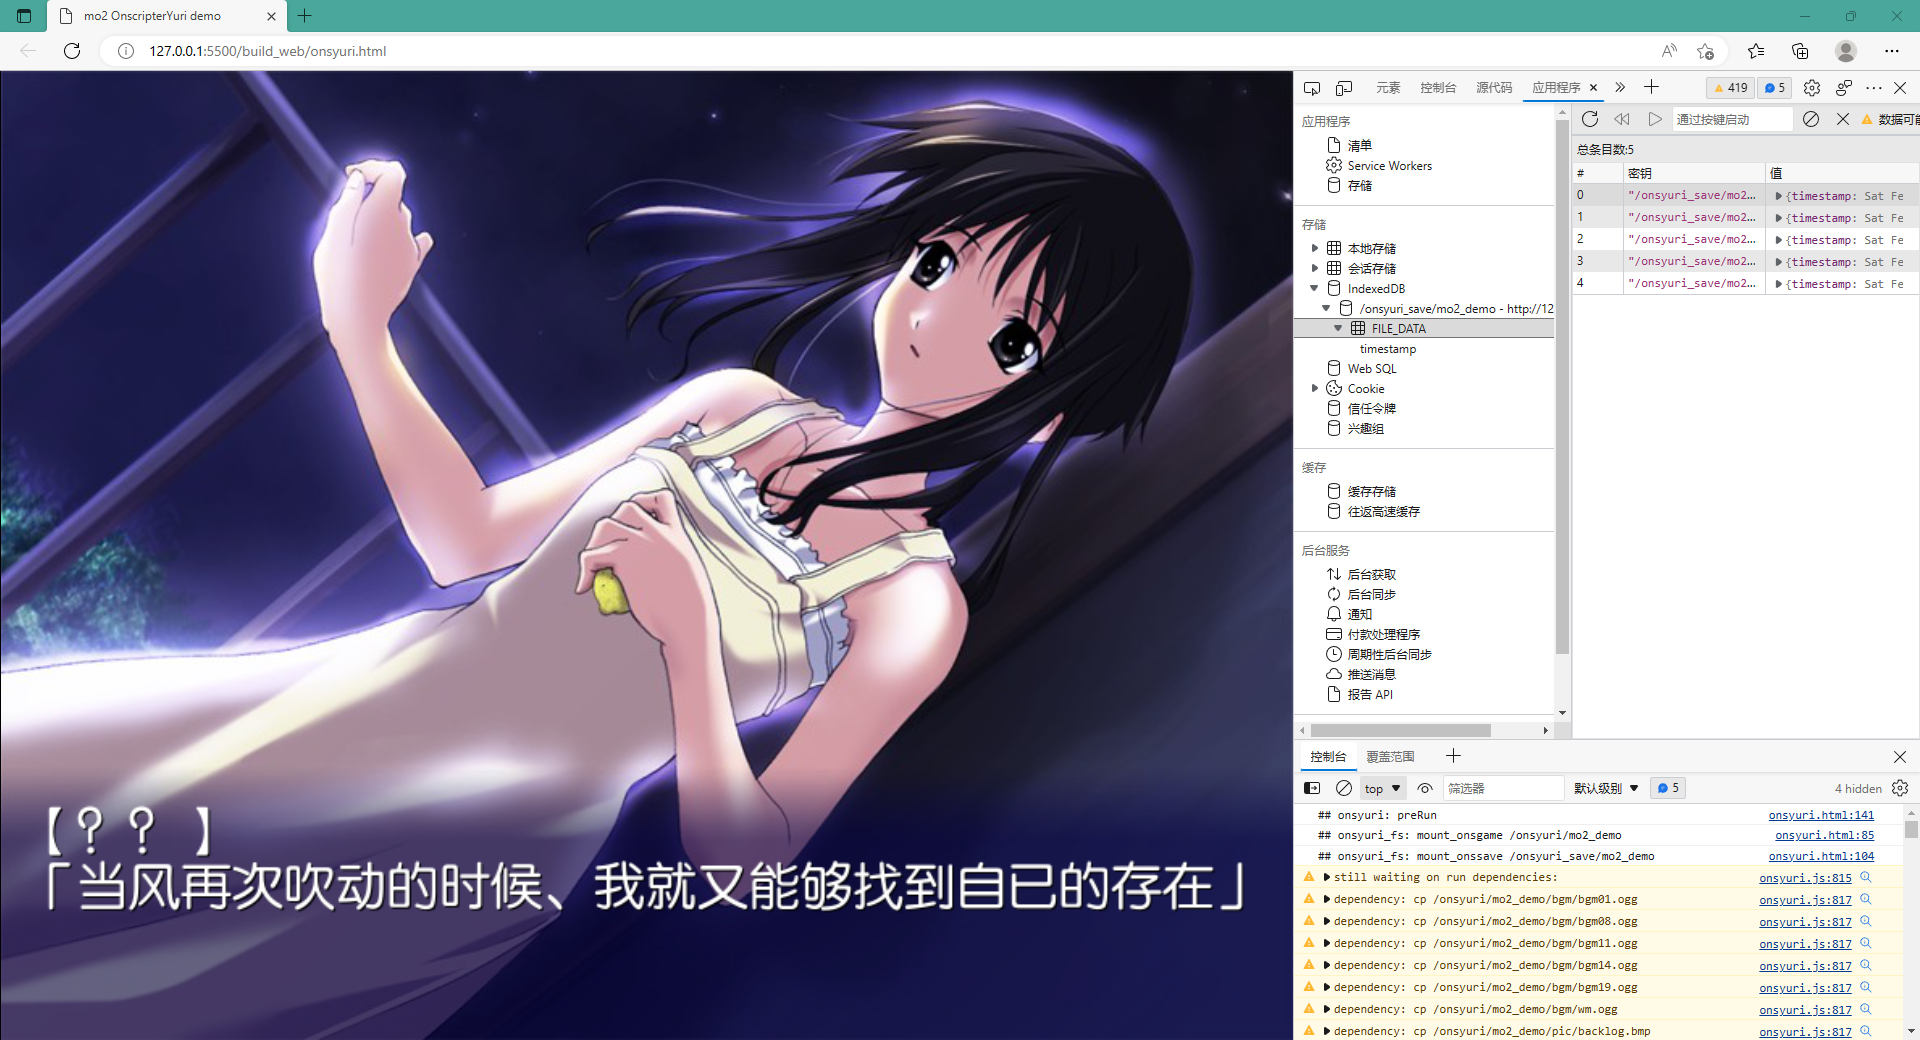 mo2 OnscripterYuri demo
127.0.0.1:5500/build_web/onsyuri.html
元素 控制台 源代码 应用程序 419 5
应用程序
清单
Service Workers
存储
存储
本地存储
会话存储
IndexedDB
/onsyuri_save/mo2_demo - http://12
FILE_DATA
timestamp
Web SQL
Cookie
信任令牌
兴趣组
缓存
缓存存储
往返高速缓存
后台服务
后台获取
后台同步
通知
付款处理程序
周期性后台同步
推送消息
报告 API
通过按键启动 数据可能
总条目数:5
# 密钥 值
0 "/onsyuri_save/mo2… {timestamp: Sat Fe
1 "/onsyuri_save/mo2… {timestamp: Sat Fe
2 "/onsyuri_save/mo2… {timestamp: Sat Fe
3 "/onsyuri_save/mo2… {timestamp: Sat Fe
4 "/onsyuri_save/mo2… {timestamp: Sat Fe
【？？】
「当风再次吹动的时候、我就又能够找到自已的存在」
控制台 覆盖范围
top 筛选器 默认级别 5 4 hidden
## onsyuri: preRun onsyuri.html:141
## onsyuri_fs: mount_onsgame /onsyuri/mo2_demo onsyuri.html:85
## onsyuri_fs: mount_onssave /onsyuri_save/mo2_demo onsyuri.html:104
still waiting on run dependencies: onsyuri.js:815
dependency: cp /onsyuri/mo2_demo/bgm/bgm01.ogg onsyuri.js:817
dependency: cp /onsyuri/mo2_demo/bgm/bgm08.ogg onsyuri.js:817
dependency: cp /onsyuri/mo2_demo/bgm/bgm11.ogg onsyuri.js:817
dependency: cp /onsyuri/mo2_demo/bgm/bgm14.ogg onsyuri.js:817
dependency: cp /onsyuri/mo2_demo/bgm/bgm19.ogg onsyuri.js:817
dependency: cp /onsyuri/mo2_demo/bgm/wm.ogg onsyuri.js:817
dependency: cp /onsyuri/mo2_demo/pic/backlog.bmp onsyuri.js:817